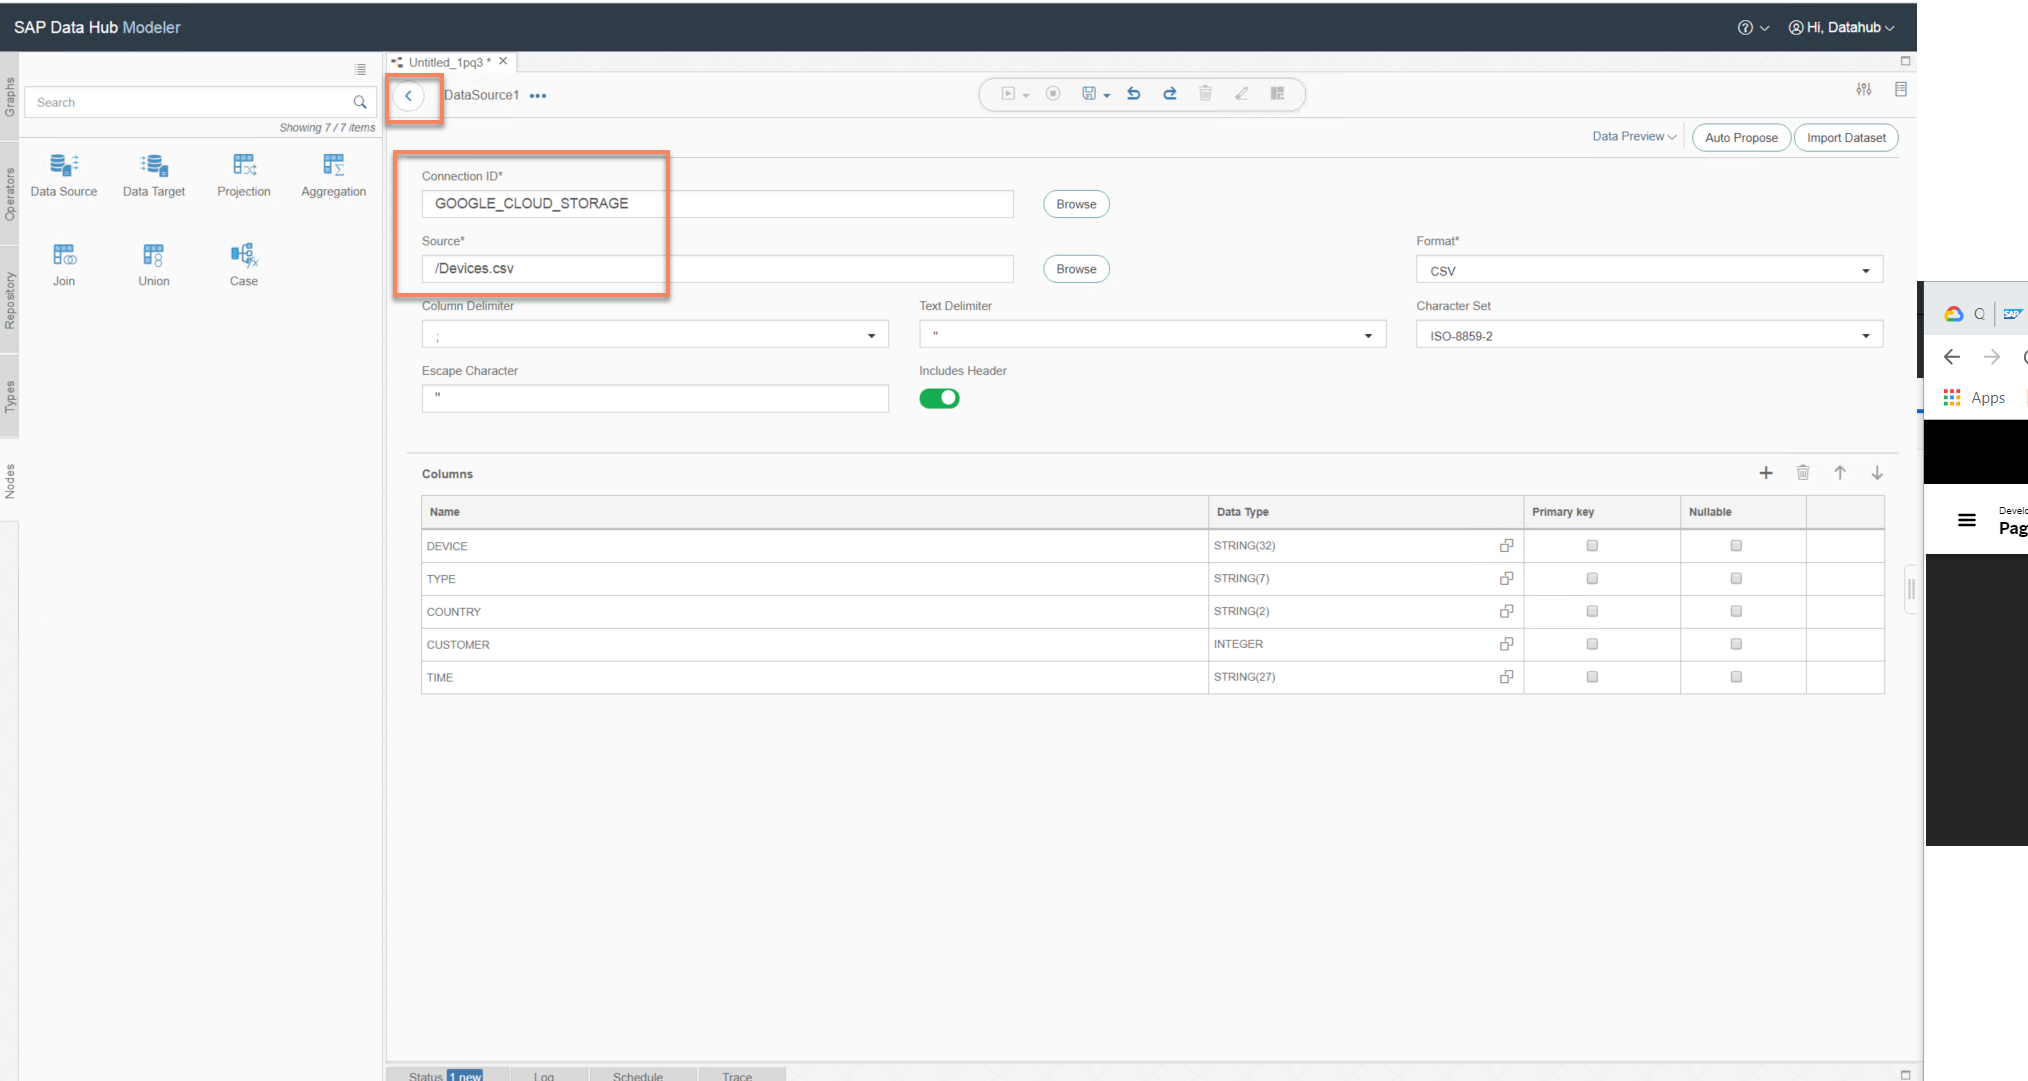 SAP Data Hub Modeler
Hi, Datahub
Graphs
Operators
Repository
Types
Nodes
Search
Showing 7 / 7 items
Data Source
Data Target
Projection
Aggregation
Join
Union
Case
Untitled_1pq3 *
DataSource1
Data Preview
Auto Propose
Import Dataset
Connection ID*
GOOGLE_CLOUD_STORAGE
Browse
Source*
/Devices.csv
Browse
Format*
CSV
Column Delimiter
;
Text Delimiter
"
Character Set
ISO-8859-2
Escape Character
"
Includes Header
Columns
Name Data Type Primary key Nullable
DEVICE STRING(32)
TYPE STRING(7)
COUNTRY STRING(2)
CUSTOMER INTEGER
TIME STRING(27)
Status 1 new
Log
Schedule
Trace
Q
SAP
Apps
Develo
Pag